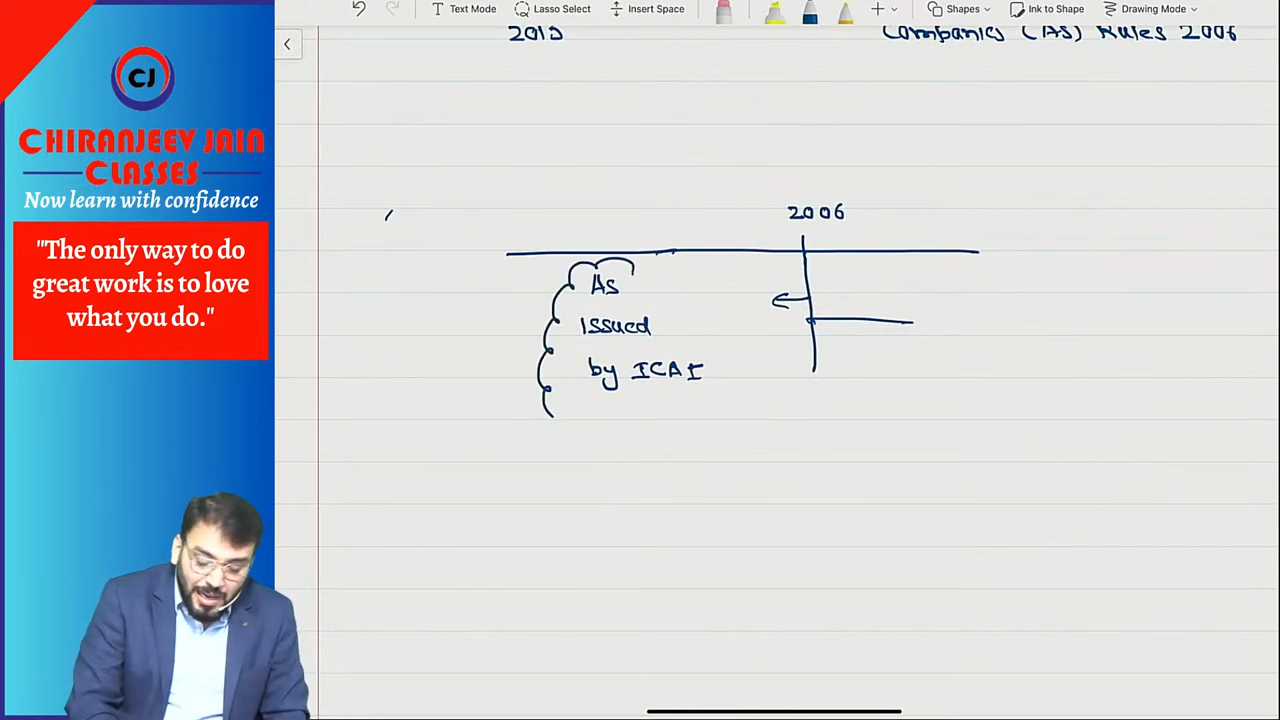 Text Mode
Lasso Select
Insert Space
Shapes
Ink to Shape
Drawing Mode
2015
Companies (AS) Rules 2006
CJ
CHIRANJEEV JAIN
CLASSES
Now learn with confidence
"The only way to do
great work is to love
what you do."
2006
AS
Issued
by ICAI